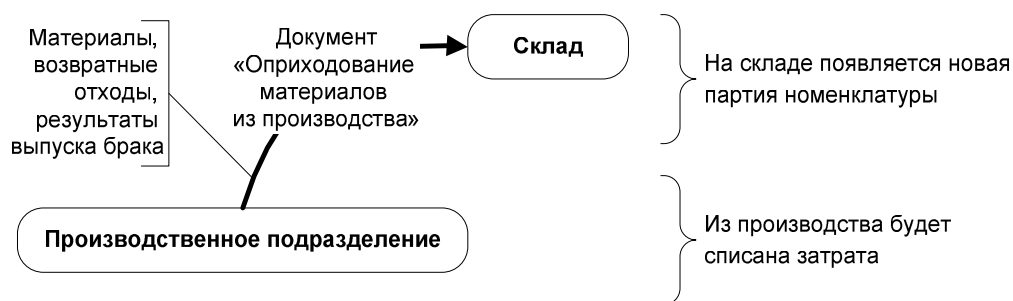 Материалы,
возвратные
отходы,
результаты
выпуска брака
Документ
«Оприходование
материалов
из производства»
Склад
На складе появляется новая
партия номенклатуры
Производственное подразделение
Из производства будет
списана затрата